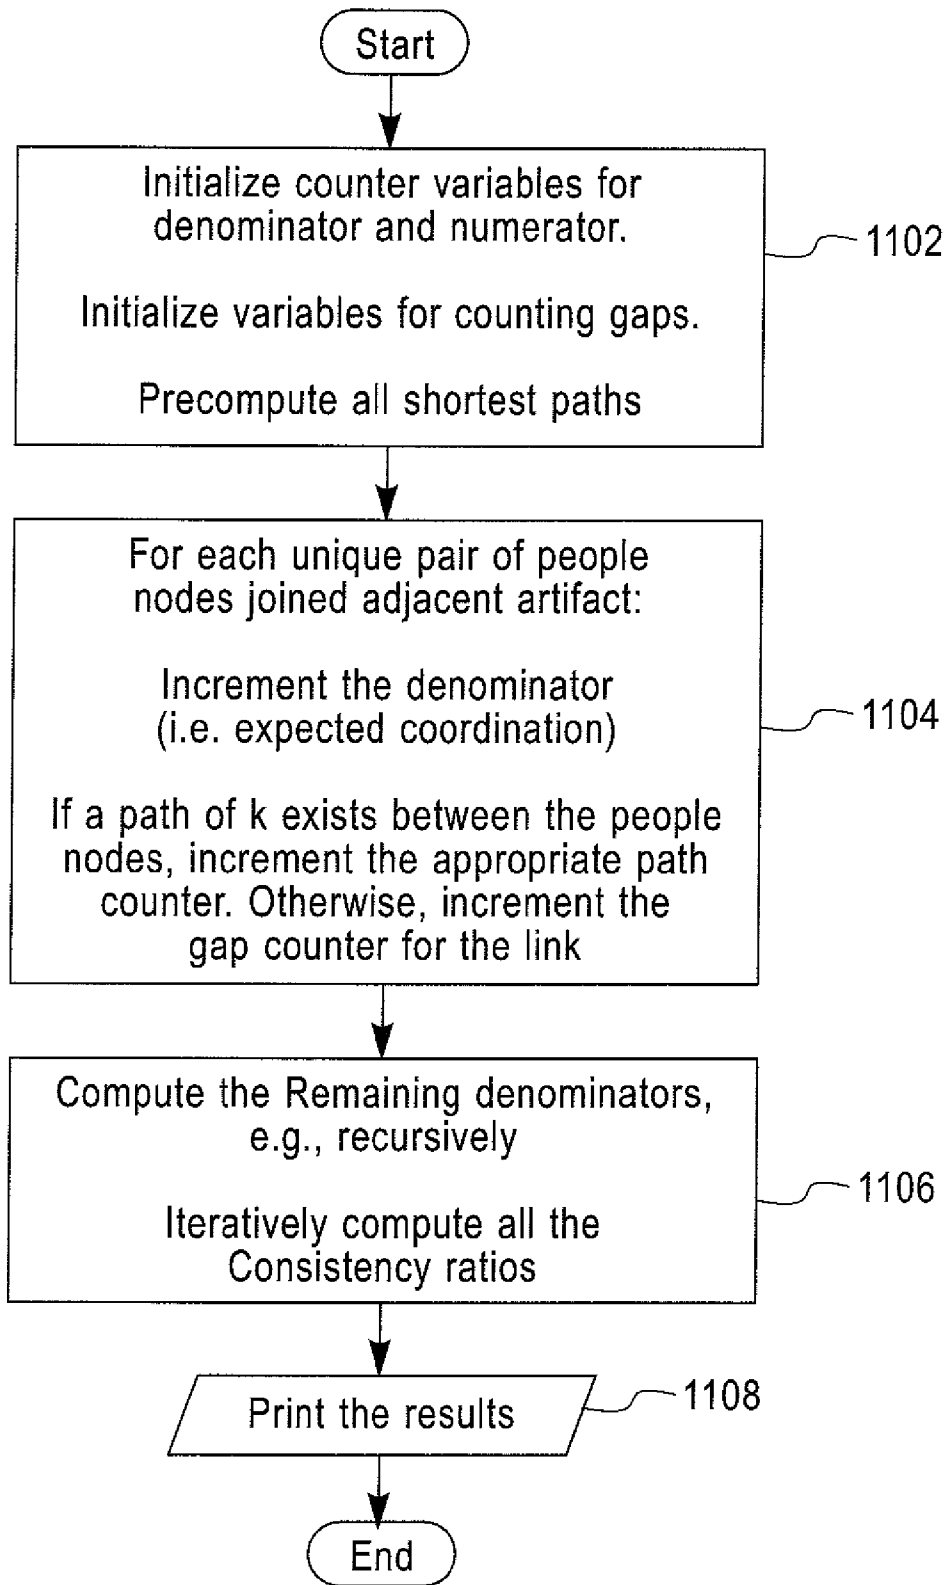 Start
Initialize counter variables for
denominator and numerator.
Initialize variables for counting gaps.
Precompute all shortest paths
1102
For each unique pair of people
nodes joined adjacent artifact:
Increment the denominator
(i.e. expected coordination)
If a path of k exists between the people
nodes, increment the appropriate path
counter. Otherwise, increment the
gap counter for the link
1104
Compute the Remaining denominators,
e.g., recursively
Iteratively compute all the
Consistency ratios
1106
Print the results
1108
End